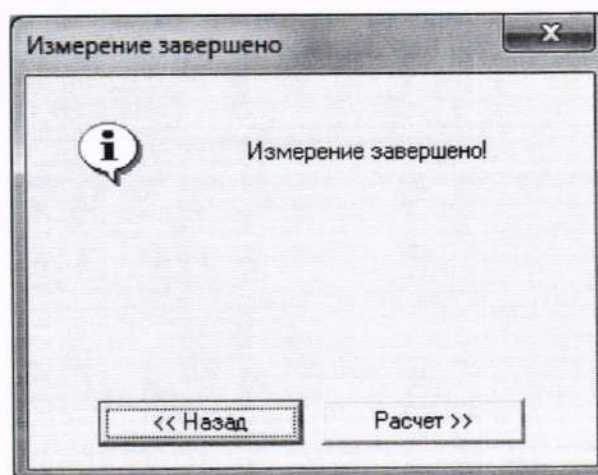 Измерение завершено
Измерение завершено!
<< Назад
Расчет >>